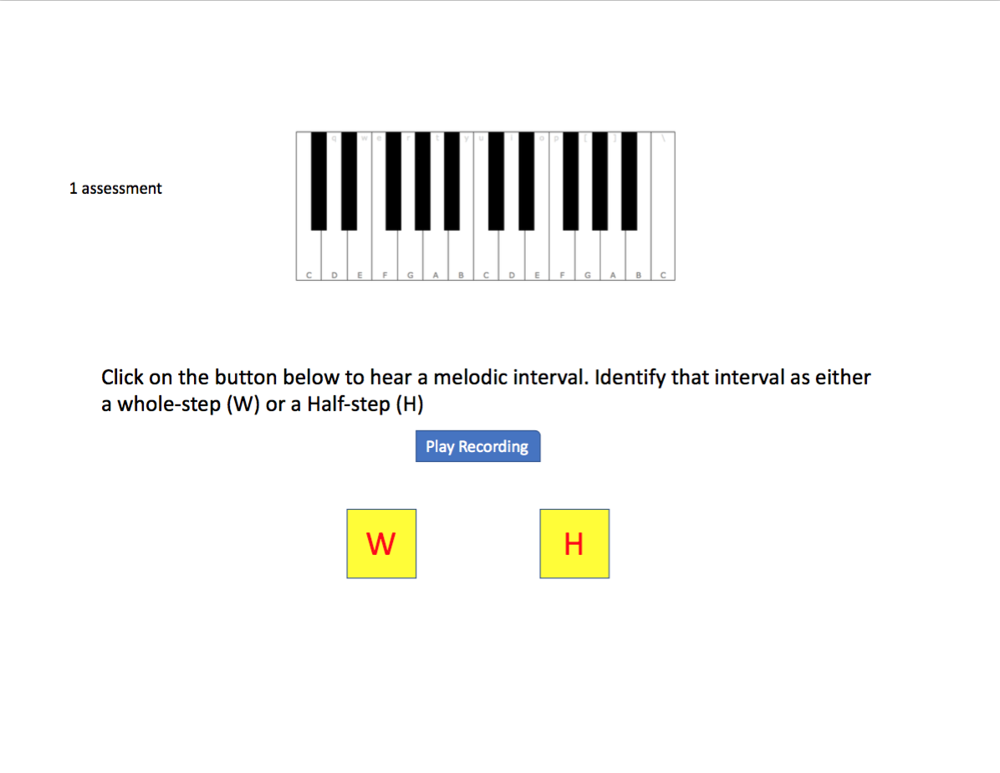 q w e r t y u i o p [ ] \
1 assessment
C D E F G A B C D E F G A B C
Click on the button below to hear a melodic interval. Identify that interval as either
a whole-step (W) or a Half-step (H)
Play Recording
W H